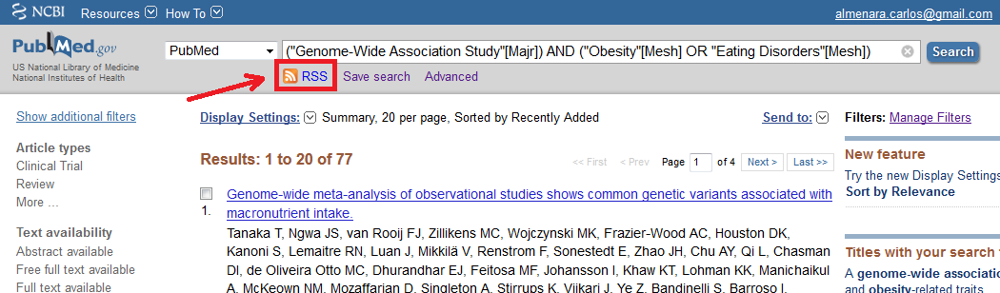 NCBI Resources How To almenara.carlos@gmail.com
PubMed.gov
US National Library of Medicine
National Institutes of Health
PubMed ("Genome-Wide Association Study"[Majr]) AND ("Obesity"[Mesh] OR "Eating Disorders"[Mesh]) Search
RSS Save search Advanced
Show additional filters
Article types
Clinical Trial
Review
More ...
Text availability
Abstract available
Free full text available
Full text available
Display Settings: Summary, 20 per page, Sorted by Recently Added Send to:
Results: 1 to 20 of 77 << First < Prev Page 1 of 4 Next > Last >>
1. Genome-wide meta-analysis of observational studies shows common genetic variants associated with
macronutrient intake.
Tanaka T, Ngwa JS, van Rooij FJ, Zillikens MC, Wojczynski MK, Frazier-Wood AC, Houston DK,
Kanoni S, Lemaitre RN, Luan J, Mikkilä V, Renstrom F, Sonestedt E, Zhao JH, Chu AY, Qi L, Chasman
DI, de Oliveira Otto MC, Dhurandhar EJ, Feitosa MF, Johansson I, Khaw KT, Lohman KK, Manichaikul
A, McKeown NM, Mozaffarian D, Singleton A, Stirrups K, Viikari J, Ye Z, Bandinelli S, Barroso I,
Filters: Manage Filters
New feature
Try the new Display Settings
Sort by Relevance
Titles with your search t
A genome-wide associa
and obesity-related traits